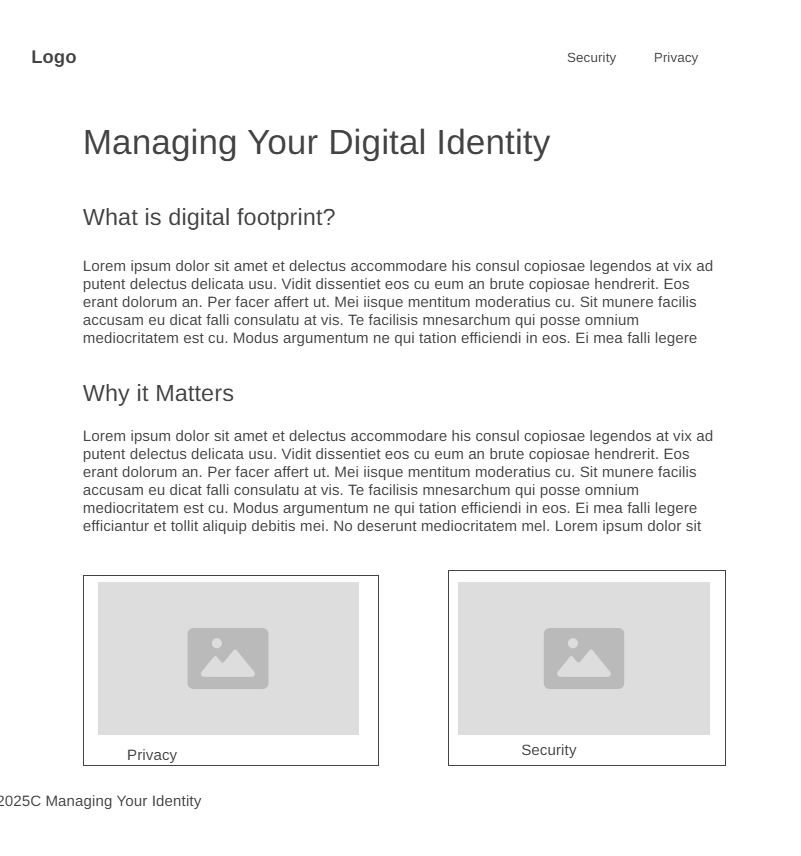 Logo
Security Privacy
Managing Your Digital Identity
What is digital footprint?
Lorem ipsum dolor sit amet et delectus accommodare his consul copiosae legendos at vix ad
putent delectus delicata usu. Vidit dissentiet eos cu eum an brute copiosae hendrerit. Eos
erant dolorum an. Per facer affert ut. Mei iisque mentitum moderatius cu. Sit munere facilis
accusam eu dicat falli consulatu at vis. Te facilisis mnesarchum qui posse omnium
mediocritatem est cu. Modus argumentum ne qui tation efficiendi in eos. Ei mea falli legere
Why it Matters
Lorem ipsum dolor sit amet et delectus accommodare his consul copiosae legendos at vix ad
putent delectus delicata usu. Vidit dissentiet eos cu eum an brute copiosae hendrerit. Eos
erant dolorum an. Per facer affert ut. Mei iisque mentitum moderatius cu. Sit munere facilis
accusam eu dicat falli consulatu at vis. Te facilisis mnesarchum qui posse omnium
mediocritatem est cu. Modus argumentum ne qui tation efficiendi in eos. Ei mea falli legere
efficiantur et tollit aliquip debitis mei. No deserunt mediocritatem mel. Lorem ipsum dolor sit
Privacy
Security
2025C Managing Your Identity